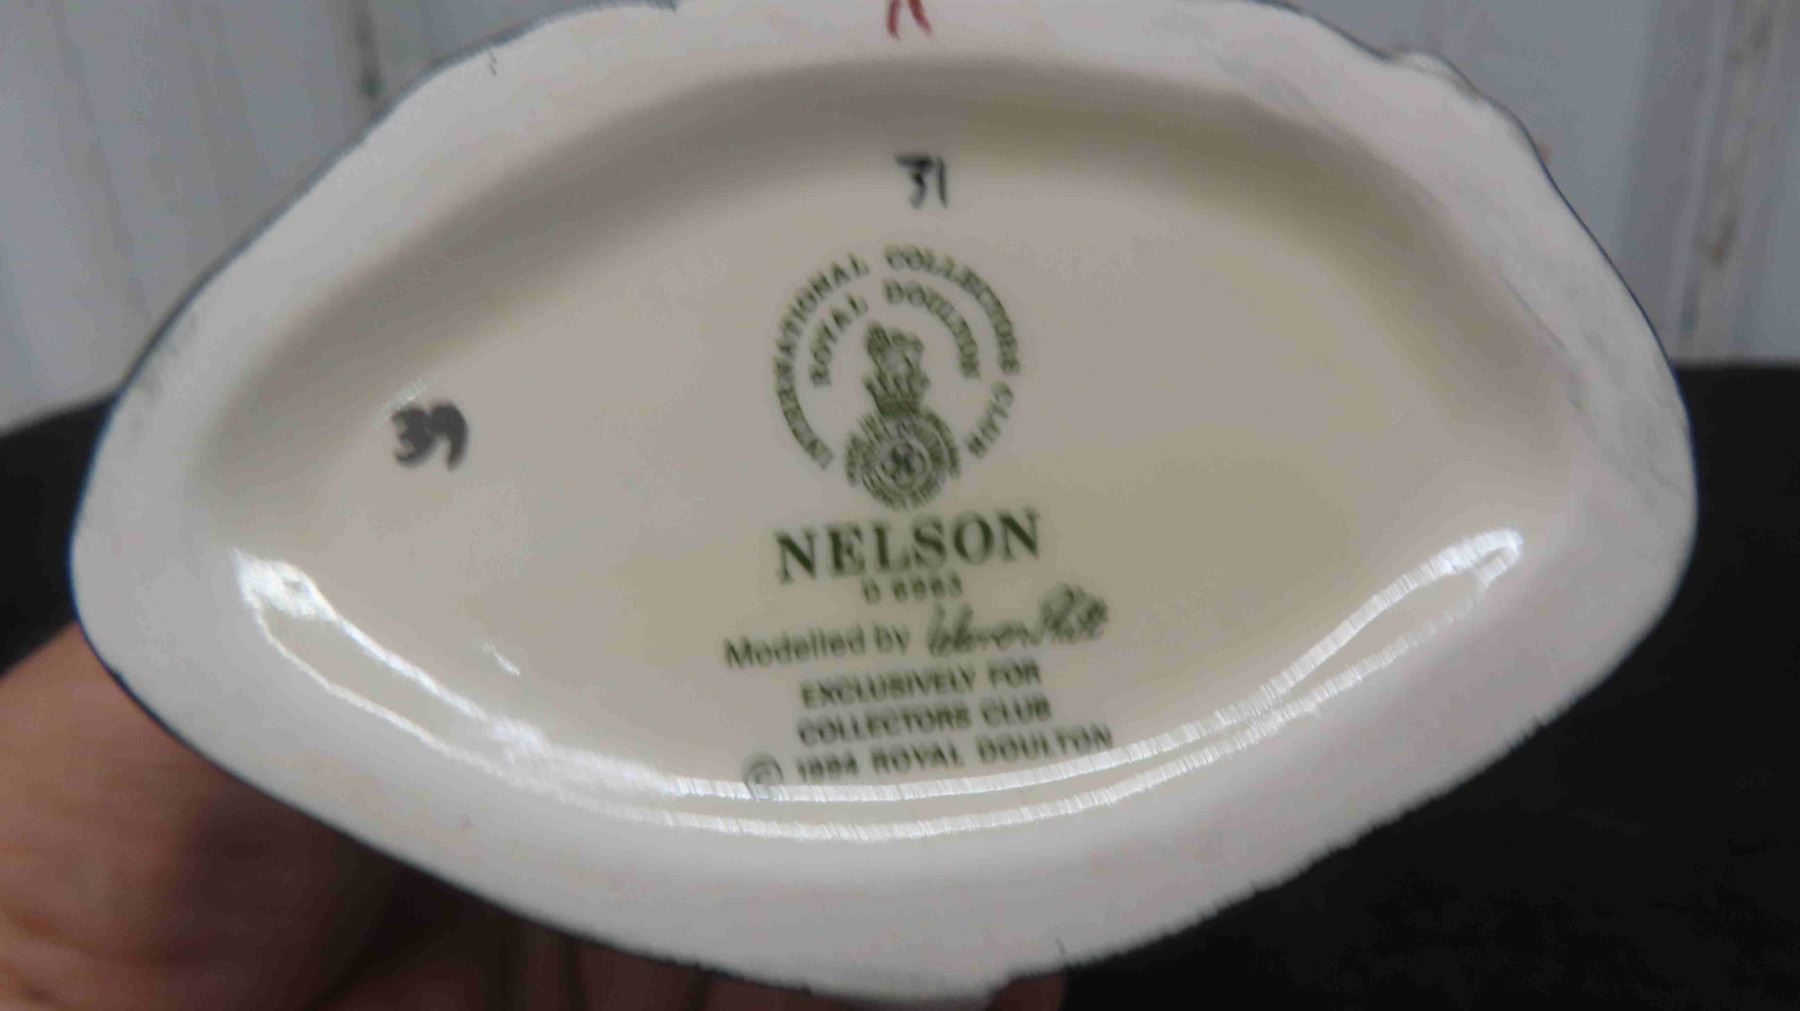 31
39
INTERNATIONAL COLLECTORS CLUB
ROYAL DOULTON
NELSON
D 6963
Modelled by
EXCLUSIVELY FOR
COLLECTORS CLUB
© 1994 ROYAL DOULTON